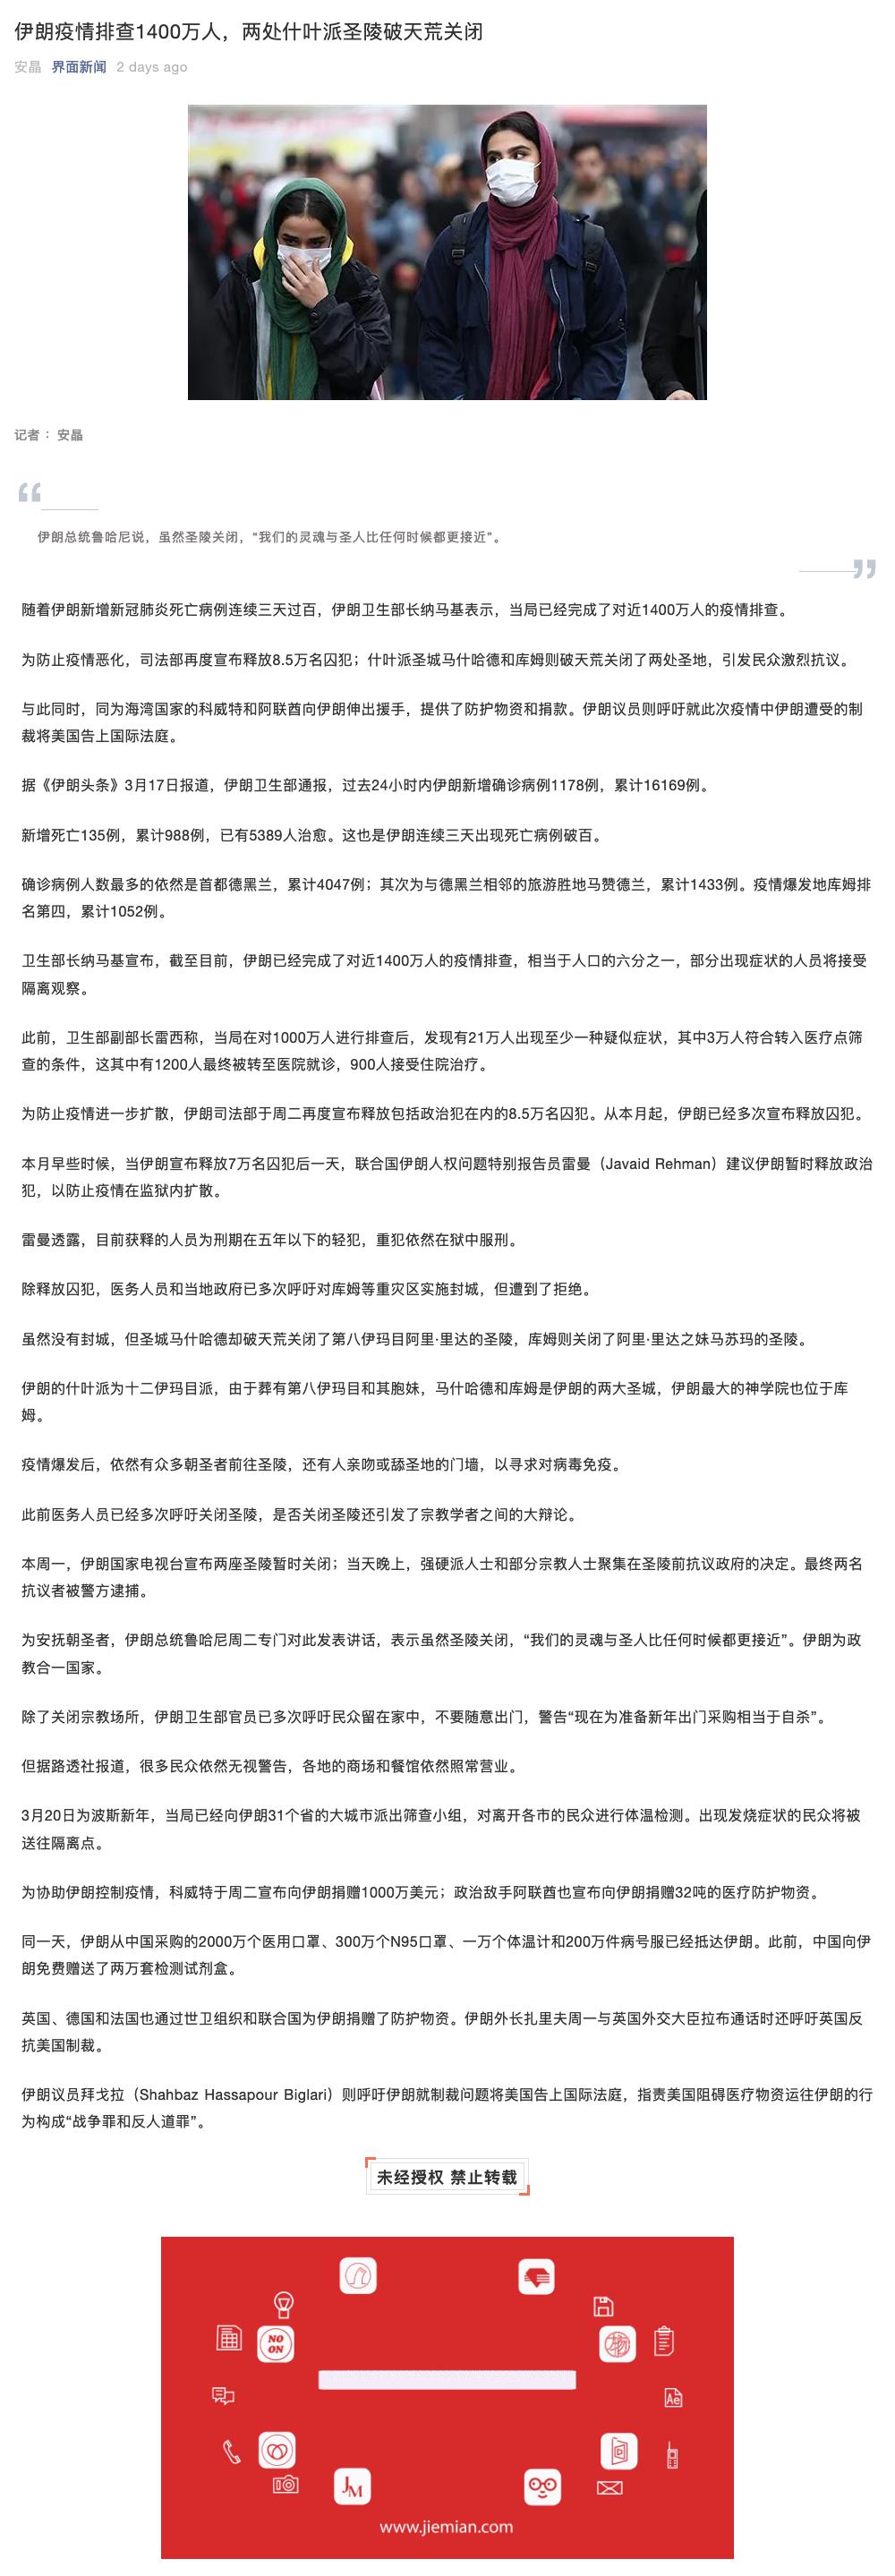 伊朗疫情排查1400万人，两处什叶派圣陵破天荒关闭
安晶 界面新闻 2 days ago
记者： 安晶
“
伊朗总统鲁哈尼说，虽然圣陵关闭，“我们的灵魂与圣人比任何时候都更接近”。
”
随着伊朗新增新冠肺炎死亡病例连续三天过百，伊朗卫生部长纳马基表示，当局已经完成了对近1400万人的疫情排查。
为防止疫情恶化，司法部再度宣布释放8.5万名囚犯；什叶派圣城马什哈德和库姆则破天荒关闭了两处圣地，引发民众激烈抗议。
与此同时，同为海湾国家的科威特和阿联酋向伊朗伸出援手，提供了防护物资和捐款。伊朗议员则呼吁就此次疫情中伊朗遭受的制
裁将美国告上国际法庭。
据《伊朗头条》3月17日报道，伊朗卫生部通报，过去24小时内伊朗新增确诊病例1178例，累计16169例。
新增死亡135例，累计988例，已有5389人治愈。这也是伊朗连续三天出现死亡病例破百。
确诊病例人数最多的依然是首都德黑兰，累计4047例；其次为与德黑兰相邻的旅游胜地马赞德兰，累计1433例。疫情爆发地库姆排
名第四，累计1052例。
卫生部长纳马基宣布，截至目前，伊朗已经完成了对近1400万人的疫情排查，相当于人口的六分之一，部分出现症状的人员将接受
隔离观察。
此前，卫生部副部长雷西称，当局在对1000万人进行排查后，发现有21万人出现至少一种疑似症状，其中3万人符合转入医疗点筛
查的条件，这其中有1200人最终被转至医院就诊，900人接受住院治疗。
为防止疫情进一步扩散，伊朗司法部于周二再度宣布释放包括政治犯在内的8.5万名囚犯。从本月起，伊朗已经多次宣布释放囚犯。
本月早些时候，当伊朗宣布释放7万名囚犯后一天，联合国伊朗人权问题特别报告员雷曼（Javaid Rehman）建议伊朗暂时释放政治
犯，以防止疫情在监狱内扩散。
雷曼透露，目前获释的人员为刑期在五年以下的轻犯，重犯依然在狱中服刑。
除释放囚犯，医务人员和当地政府已多次呼吁对库姆等重灾区实施封城，但遭到了拒绝。
虽然没有封城，但圣城马什哈德却破天荒关闭了第八伊玛目阿里·里达的圣陵，库姆则关闭了阿里·里达之妹马苏玛的圣陵。
伊朗的什叶派为十二伊玛目派，由于葬有第八伊玛目和其胞妹，马什哈德和库姆是伊朗的两大圣城，伊朗最大的神学院也位于库
姆。
疫情爆发后，依然有众多朝圣者前往圣陵，还有人亲吻或舔圣地的门墙，以寻求对病毒免疫。
此前医务人员已经多次呼吁关闭圣陵，是否关闭圣陵还引发了宗教学者之间的大辩论。
本周一，伊朗国家电视台宣布两座圣陵暂时关闭；当天晚上，强硬派人士和部分宗教人士聚集在圣陵前抗议政府的决定。最终两名
抗议者被警方逮捕。
为安抚朝圣者，伊朗总统鲁哈尼周二专门对此发表讲话，表示虽然圣陵关闭，“我们的灵魂与圣人比任何时候都更接近”。伊朗为政
教合一国家。
除了关闭宗教场所，伊朗卫生部官员已多次呼吁民众留在家中，不要随意出门，警告“现在为准备新年出门采购相当于自杀”。
但据路透社报道，很多民众依然无视警告，各地的商场和餐馆依然照常营业。
3月20日为波斯新年，当局已经向伊朗31个省的大城市派出筛查小组，对离开各市的民众进行体温检测。出现发烧症状的民众将被
送往隔离点。
为协助伊朗控制疫情，科威特于周二宣布向伊朗捐赠1000万美元；政治敌手阿联酋也宣布向伊朗捐赠32吨的医疗防护物资。
同一天，伊朗从中国采购的2000万个医用口罩、300万个N95口罩、一万个体温计和200万件病号服已经抵达伊朗。此前，中国向伊
朗免费赠送了两万套检测试剂盒。
英国、德国和法国也通过世卫组织和联合国为伊朗捐赠了防护物资。伊朗外长扎里夫周一与英国外交大臣拉布通话时还呼吁英国反
抗美国制裁。
伊朗议员拜戈拉（Shahbaz Hassapour Biglari）则呼吁伊朗就制裁问题将美国告上国际法庭，指责美国阻碍医疗物资运往伊朗的行
为构成“战争罪和反人道罪”。
未经授权 禁止转载
NO
ON
Ae
JM
www.jiemian.com